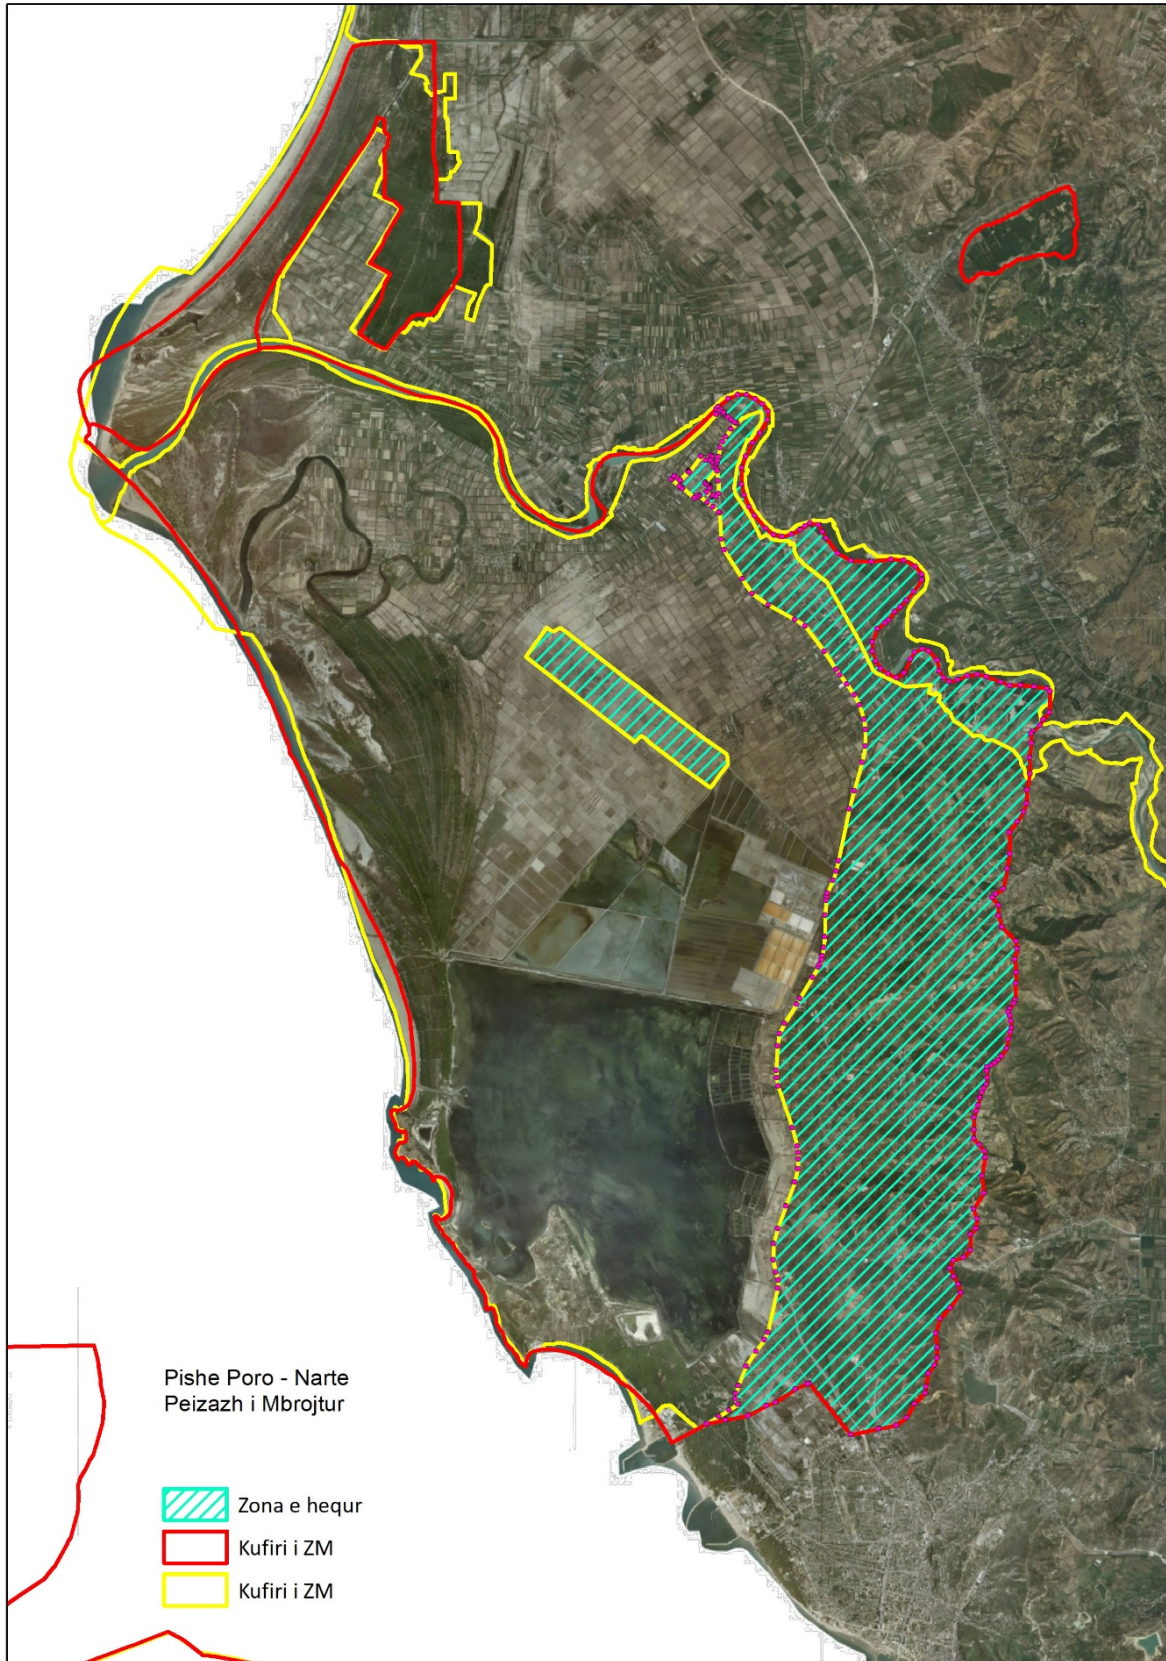 Pishe Poro - Narte
Peizazh i Mbrojtur
Zona e hequr
Kufiri i ZM
Kufiri i ZM